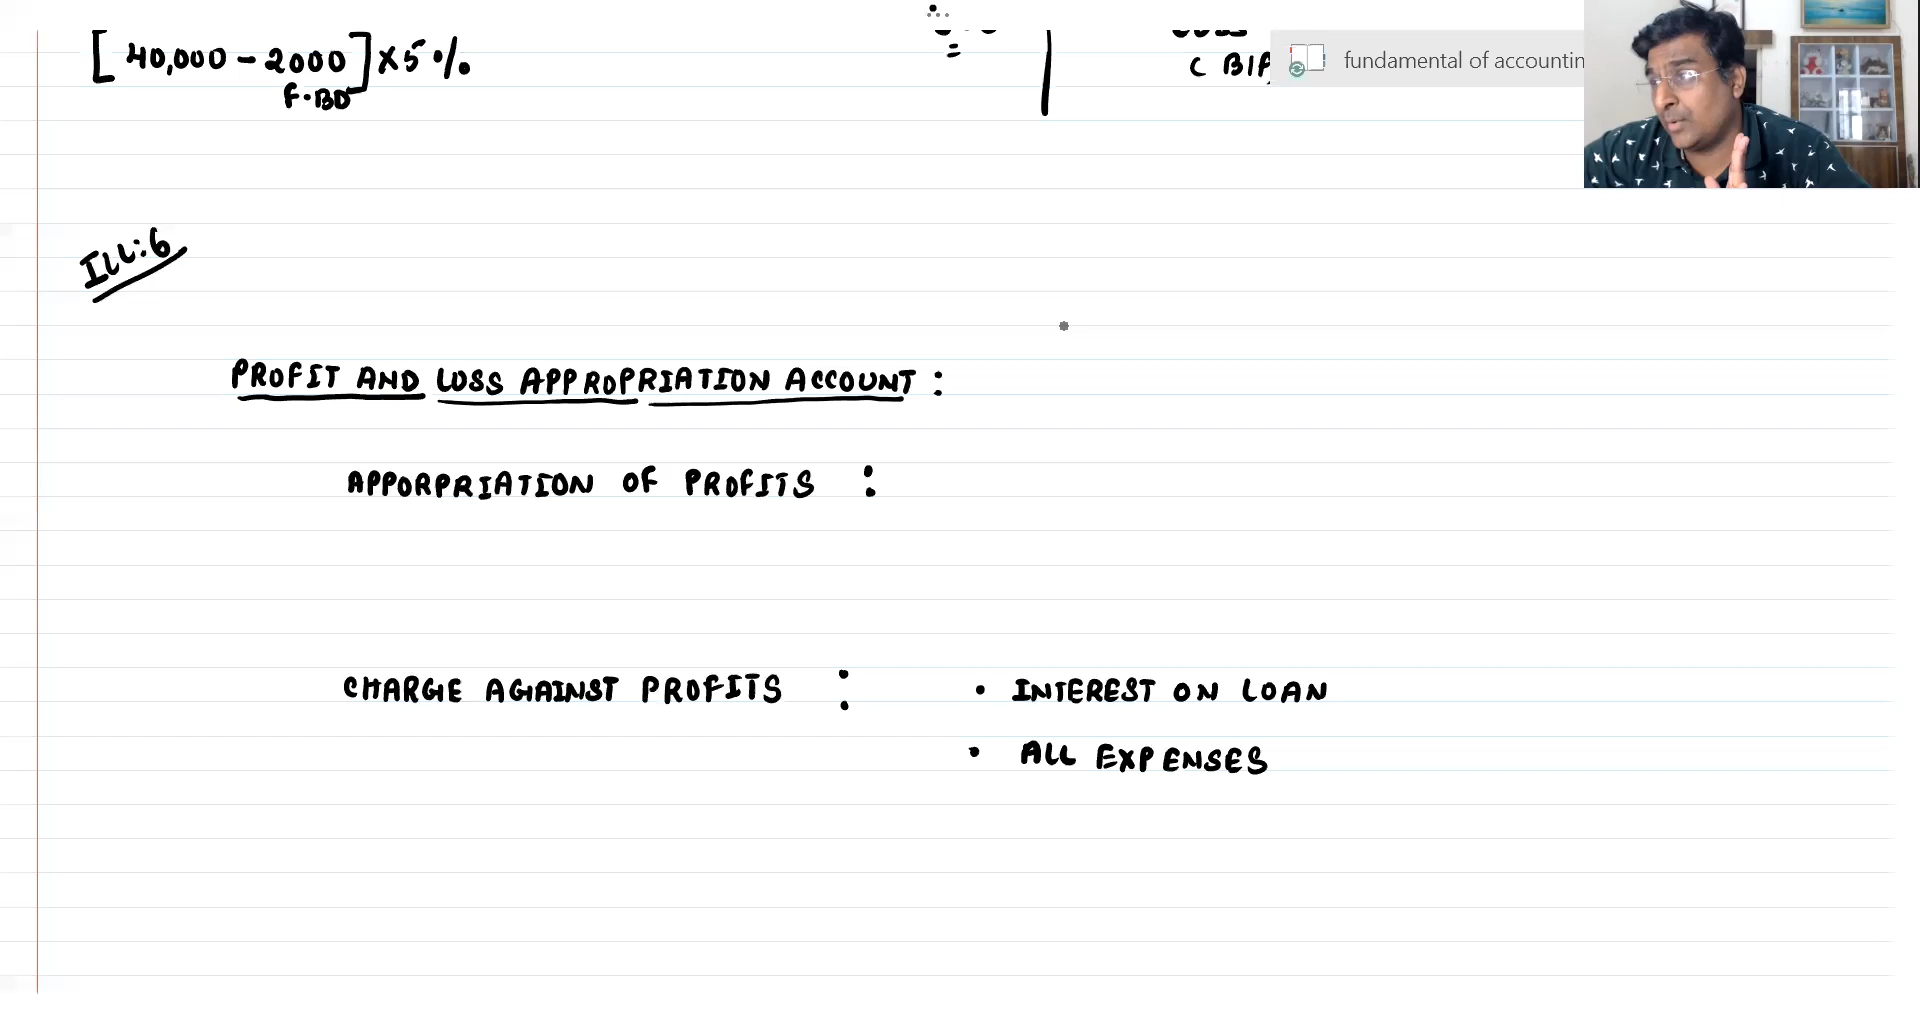 [ 40,000 - 2000 ] X 5%
F.BD
C BIF
fundamental of accountin
ILL:6
PROFIT AND LOSS APPROPRIATION ACCOUNT :
APPORPRIATION OF PROFITS :
CHARGE AGAINST PROFITS : • INTEREST ON LOAN
• ALL EXPENSES